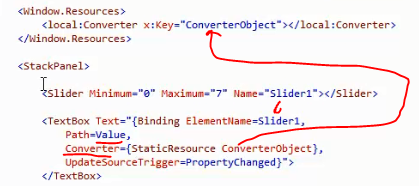 <Window.Resources>
<local:Converter x:Key="ConverterObject"></local:Converter>
</Window.Resources>
<StackPanel>
<Slider Minimum="0" Maximum="7" Name="Slider1"></Slider>
<TextBox Text="{Binding ElementName=Slider1,
Path=Value,
Converter={StaticResource ConverterObject},
UpdateSourceTrigger=PropertyChanged}">
</TextBox>